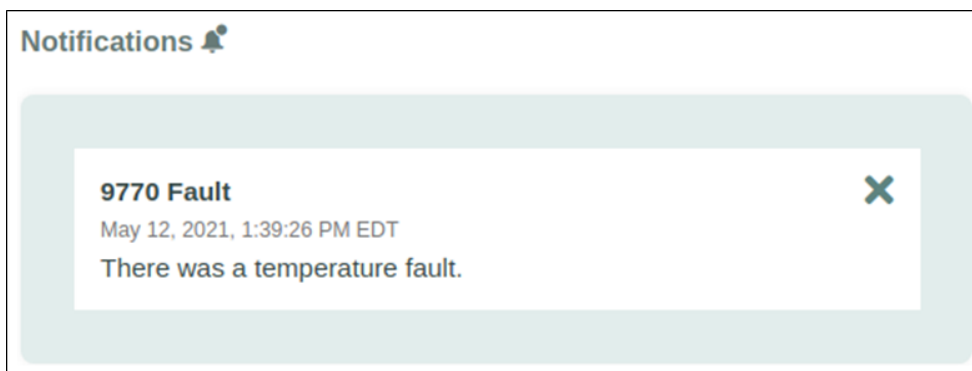 Notifications
9770 Fault
May 12, 2021, 1:39:26 PM EDT
There was a temperature fault.